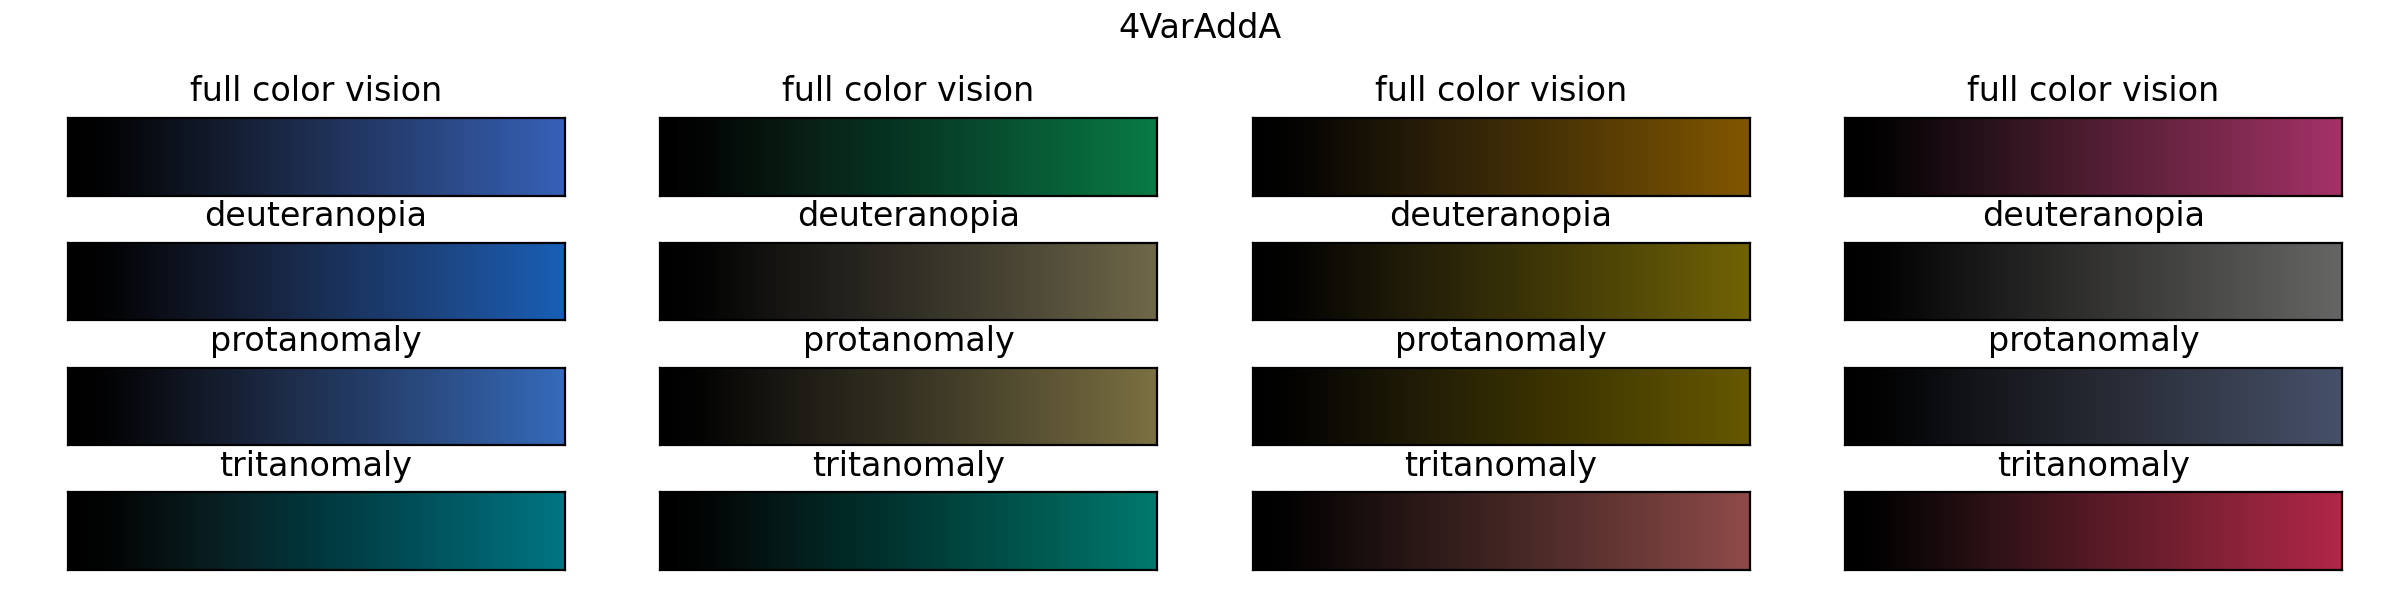 4VarAddA
full color vision full color vision full color vision full color vision
deuteranopia deuteranopia deuteranopia deuteranopia
protanomaly protanomaly protanomaly protanomaly
tritanomaly tritanomaly tritanomaly tritanomaly